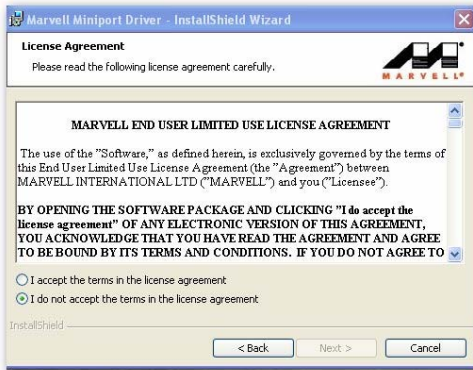 Marvell Miniport Driver - InstallShield Wizard
License Agreement
Please read the following license agreement carefully.
MARVELL®
MARVELL END USER LIMITED USE LICENSE AGREEMENT
The use of the "Software," as defined herein, is exclusively governed by the terms of
this End User Limited Use License Agreement (the "Agreement") between
MARVELL INTERNATIONAL LTD ("MARVELL") and you ("Licensee").
BY OPENING THE SOFTWARE PACKAGE AND CLICKING "I do accept the
license agreement" OF ANY ELECTRONIC VERSION OF THIS AGREEMENT,
YOU ACKNOWLEDGE THAT YOU HAVE READ THE AGREEMENT AND AGREE
TO BE BOUND BY ITS TERMS AND CONDITIONS. IF YOU DO NOT AGREE TO
I accept the terms in the license agreement
I do not accept the terms in the license agreement
InstallShield
< Back Next > Cancel